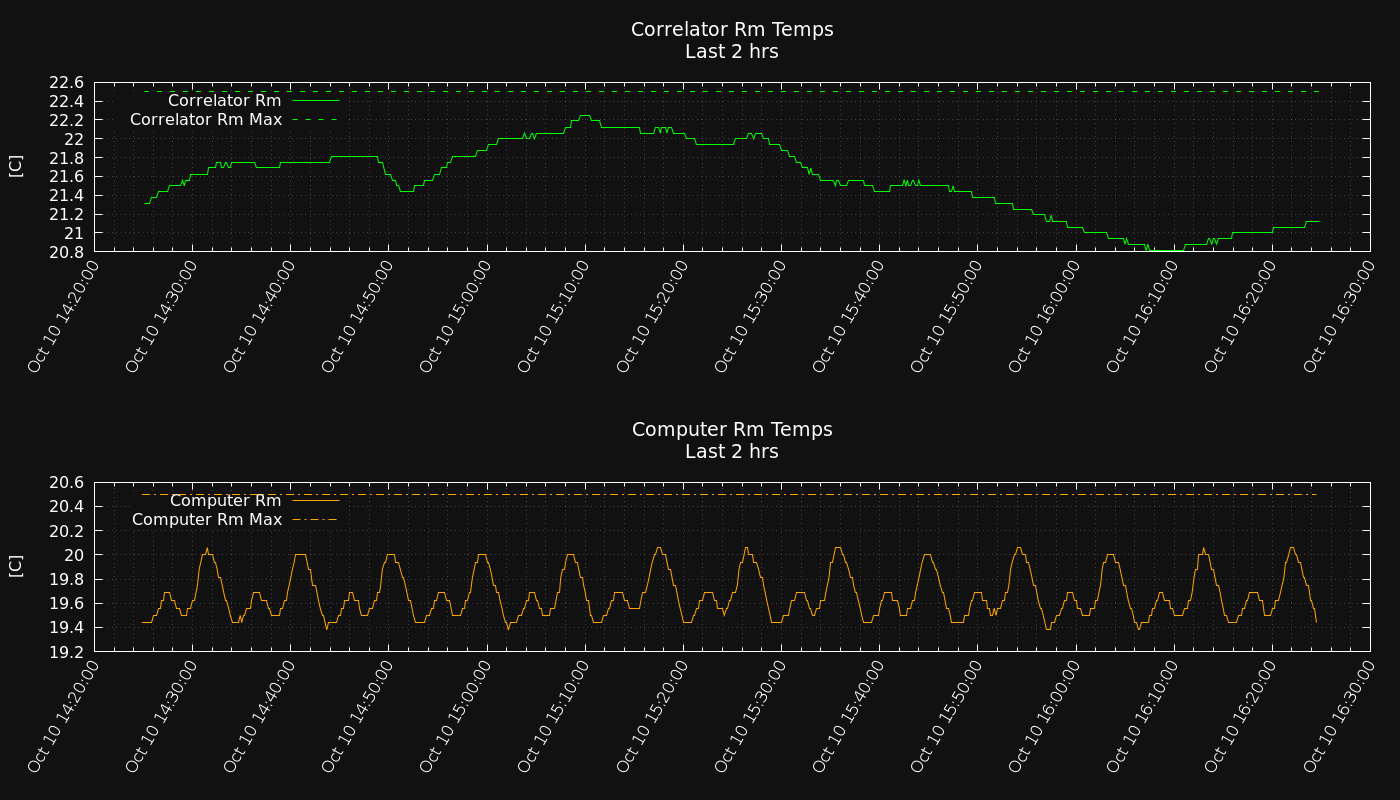 Correlator Rm Temps
Last 2 hrs
[C]
22.6
22.4
22.2
22
21.8
21.6
21.4
21.2
21
20.8
Correlator Rm
Correlator Rm Max
Oct 10 14:20:00
Oct 10 14:30:00
Oct 10 14:40:00
Oct 10 14:50:00
Oct 10 15:00:00
Oct 10 15:10:00
Oct 10 15:20:00
Oct 10 15:30:00
Oct 10 15:40:00
Oct 10 15:50:00
Oct 10 16:00:00
Oct 10 16:10:00
Oct 10 16:20:00
Oct 10 16:30:00
Computer Rm Temps
Last 2 hrs
[C]
20.6
20.4
20.2
20
19.8
19.6
19.4
19.2
Computer Rm
Computer Rm Max
Oct 10 14:20:00
Oct 10 14:30:00
Oct 10 14:40:00
Oct 10 14:50:00
Oct 10 15:00:00
Oct 10 15:10:00
Oct 10 15:20:00
Oct 10 15:30:00
Oct 10 15:40:00
Oct 10 15:50:00
Oct 10 16:00:00
Oct 10 16:10:00
Oct 10 16:20:00
Oct 10 16:30:00